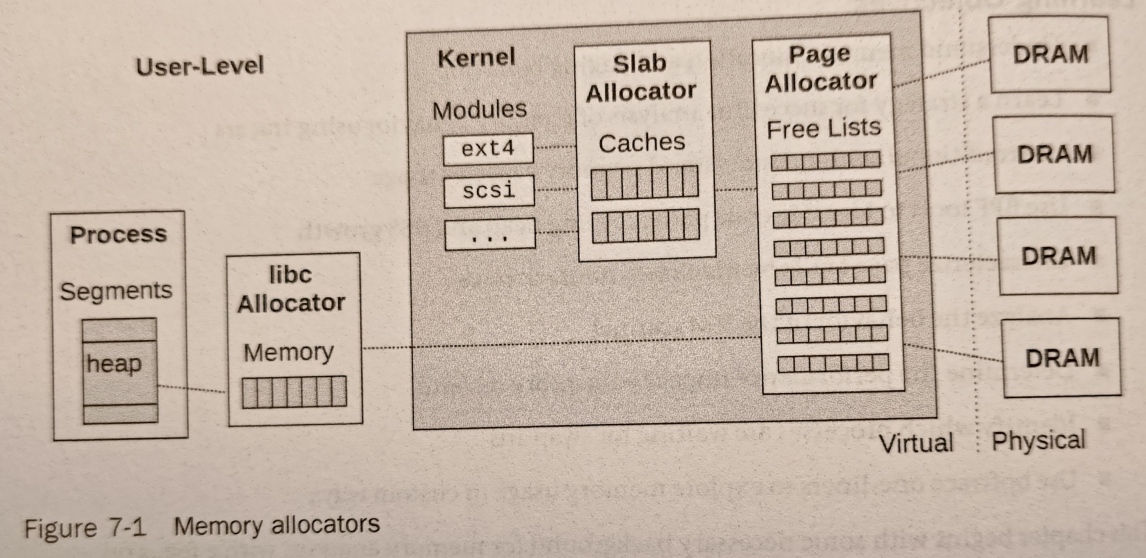 User-Level
Process
Segments
heap
libc
Allocator
Memory
Kernel
Modules
ext4
scsi
...
Slab
Allocator
Caches
Page
Allocator
Free Lists
DRAM
DRAM
DRAM
DRAM
Virtual
Physical
Figure 7-1 Memory allocators